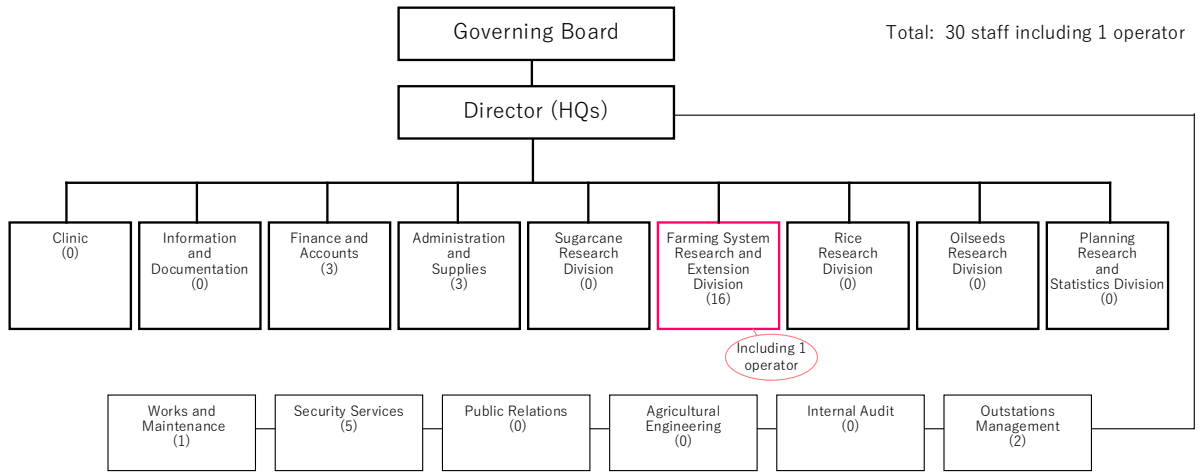 Governing Board
Total: 30 staff including 1 operator
Director (HQs)
Clinic
(0)
Information
and
Documentation
(0)
Finance and
Accounts
(3)
Administration
and
Supplies
(3)
Sugarcane
Research
Division
(0)
Farming System
Research and
Extension
Division
(16)
Rice
Research
Division
(0)
Oilseeds
Research
Division
(0)
Planning
Research
and
Statistics Division
(0)
Including 1
operator
Works and
Maintenance
(1)
Security Services
(5)
Public Relations
(0)
Agricultural
Engineering
(0)
Internal Audit
(0)
Outstations
Management
(2)